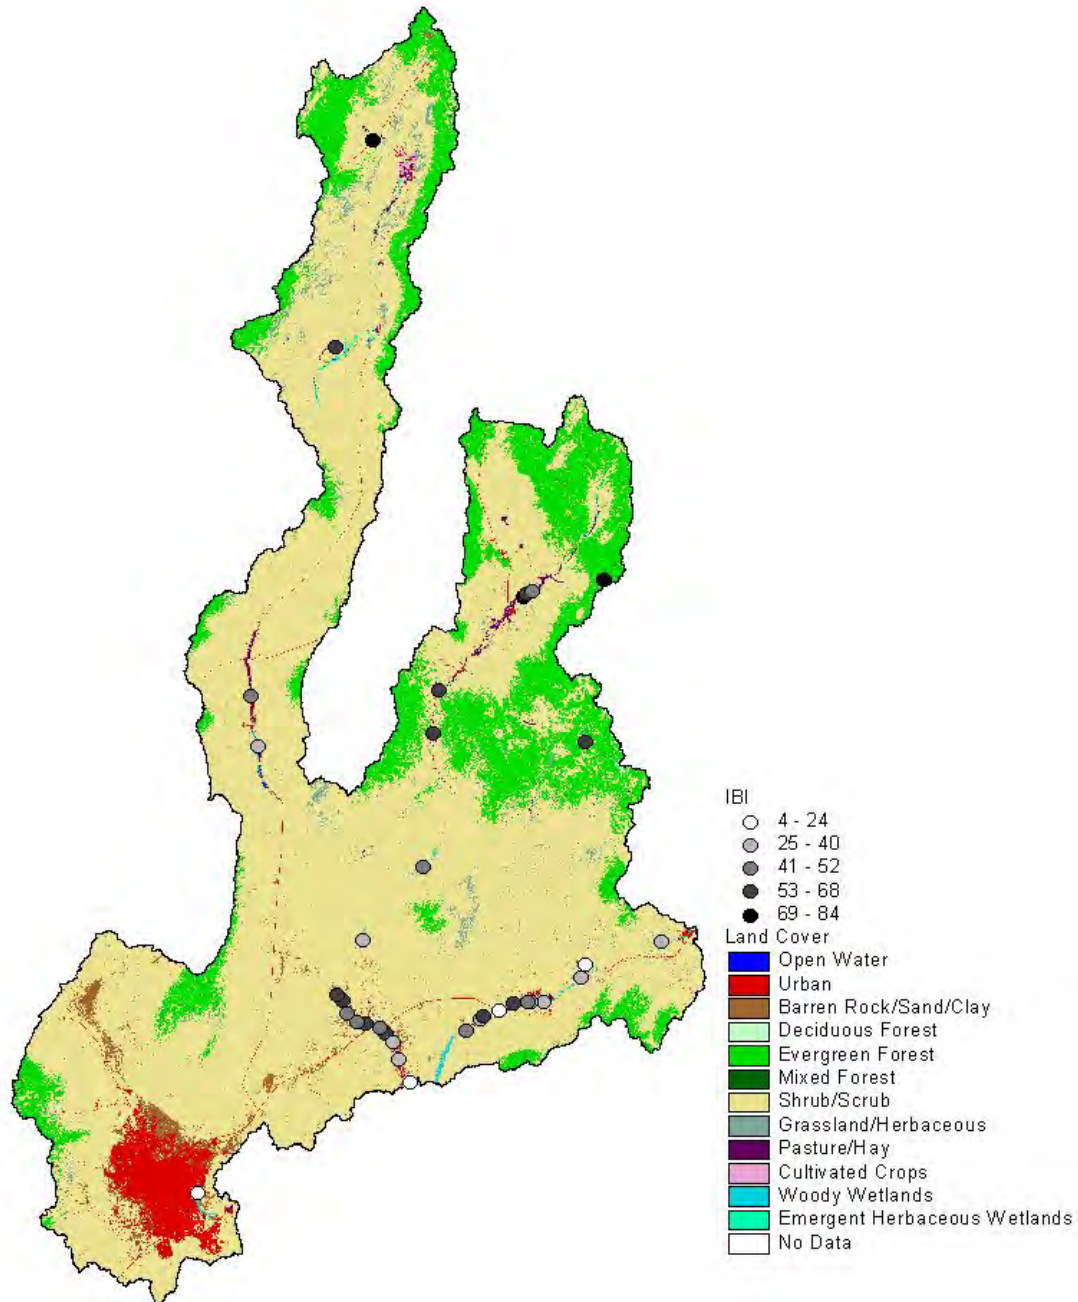 IBI
4 - 24
25 - 40
41 - 52
53 - 68
69 - 84
Land Cover
Open Water
Urban
Barren Rock/Sand/Clay
Deciduous Forest
Evergreen Forest
Mixed Forest
Shrub/Scrub
Grassland/Herbaceous
Pasture/Hay
Cultivated Crops
Woody Wetlands
Emergent Herbaceous Wetlands
No Data